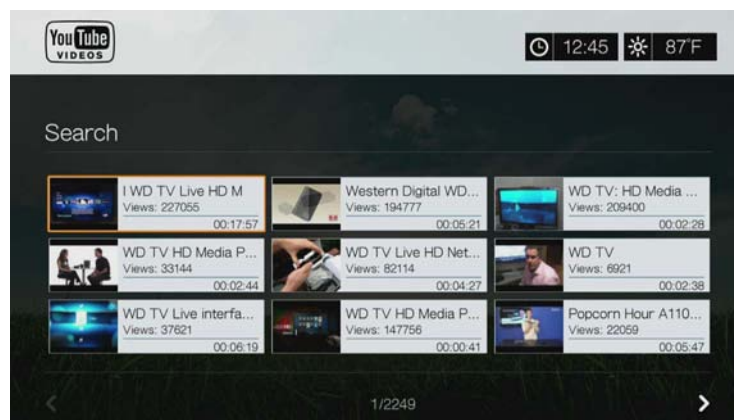 You Tube
VIDEOS
12:45
87°F
Search
I WD TV Live HD M
Views: 227055
00:17:57
Western Digital WD...
Views: 194777
00:05:21
WD TV: HD Media ...
Views: 209400
00:02:28
WD TV HD Media P...
Views: 33144
00:02:44
WD TV Live HD Net...
Views: 82114
00:04:27
WD TV
Views: 6921
00:02:38
WD TV Live interfa...
Views: 37621
00:06:19
WD TV HD Media P...
Views: 147756
00:00:41
Popcorn Hour A110...
Views: 22059
00:05:47
1/2249